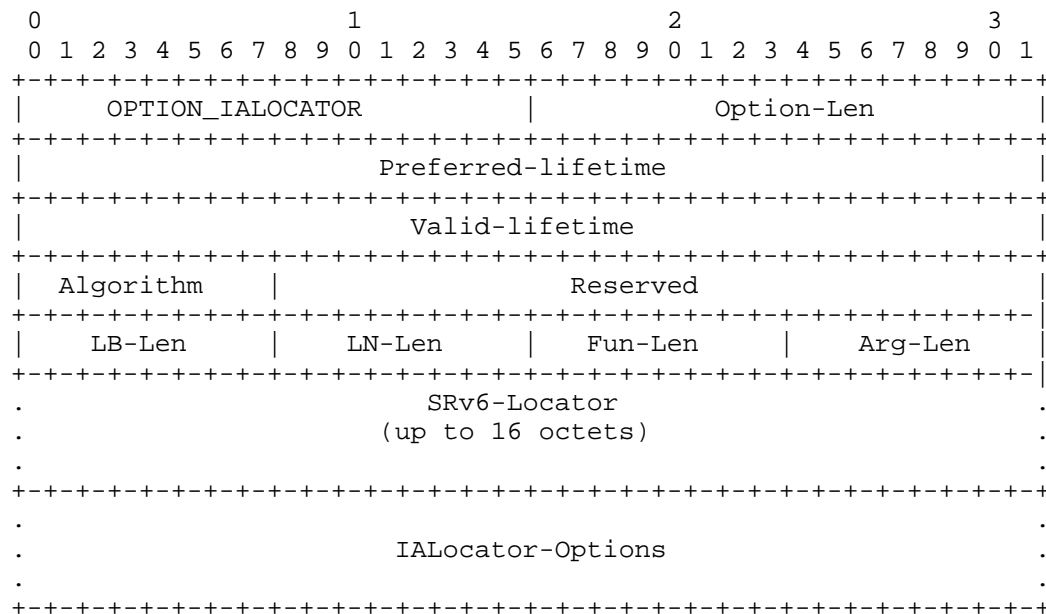 0                   1                   2                   3
 0 1 2 3 4 5 6 7 8 9 0 1 2 3 4 5 6 7 8 9 0 1 2 3 4 5 6 7 8 9 0 1
+-+-+-+-+-+-+-+-+-+-+-+-+-+-+-+-+-+-+-+-+-+-+-+-+-+-+-+-+-+-+-+-+
|     OPTION_IALOCATOR          |           Option-Len          |
+-+-+-+-+-+-+-+-+-+-+-+-+-+-+-+-+-+-+-+-+-+-+-+-+-+-+-+-+-+-+-+-+
|                      Preferred-lifetime                       |
+-+-+-+-+-+-+-+-+-+-+-+-+-+-+-+-+-+-+-+-+-+-+-+-+-+-+-+-+-+-+-+-+
|                        Valid-lifetime                         |
+-+-+-+-+-+-+-+-+-+-+-+-+-+-+-+-+-+-+-+-+-+-+-+-+-+-+-+-+-+-+-+-+
|  Algorithm    |                  Reserved                     |
+-+-+-+-+-+-+-+-+-+-+-+-+-+-+-+-+-+-+-+-+-+-+-+-+-+-+-+-+-+-+-+-|
|    LB-Len     |    LN-Len     |   Fun-Len     |    Arg-Len    |
+-+-+-+-+-+-+-+-+-+-+-+-+-+-+-+-+-+-+-+-+-+-+-+-+-+-+-+-+-+-+-+-|
.                         SRv6-Locator                          .
.                      (up to 16 octets)                        .
.                                                               .
+-+-+-+-+-+-+-+-+-+-+-+-+-+-+-+-+-+-+-+-+-+-+-+-+-+-+-+-+-+-+-+-+
.                                                               .
.                       IALocator-Options                       .
.                                                               .
+-+-+-+-+-+-+-+-+-+-+-+-+-+-+-+-+-+-+-+-+-+-+-+-+-+-+-+-+-+-+-+-+